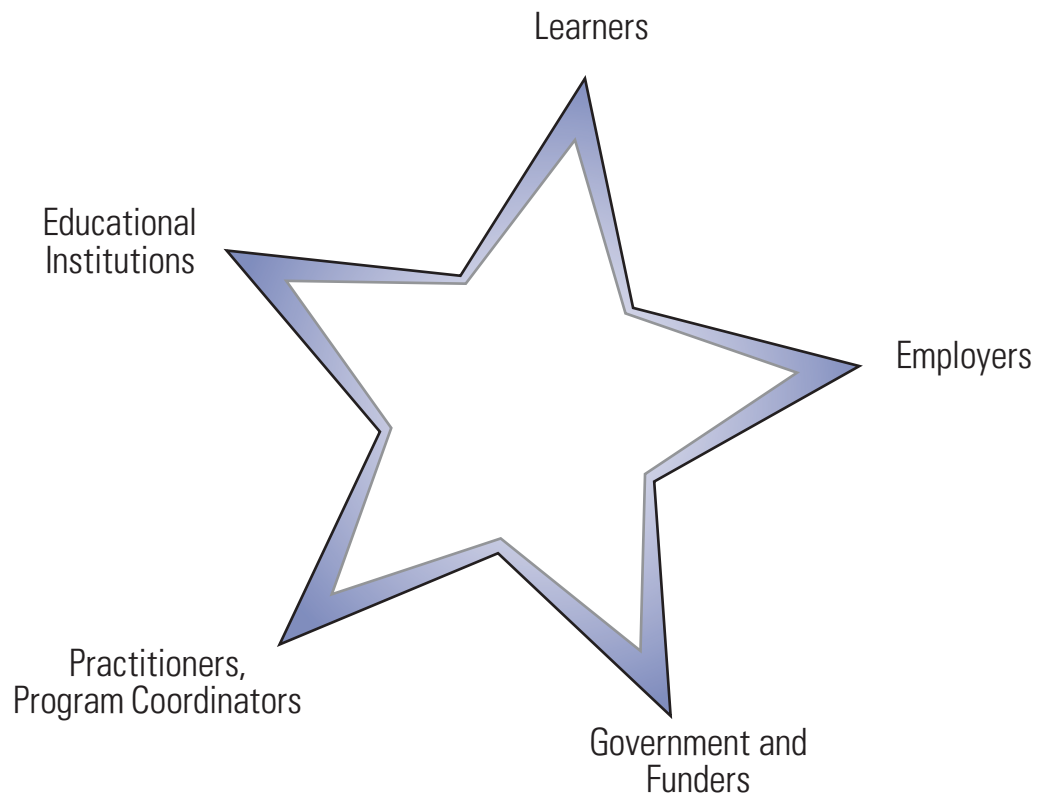 Learners
Educational
Institutions
Employers
Practitioners,
Program Coordinators
Government and
Funders